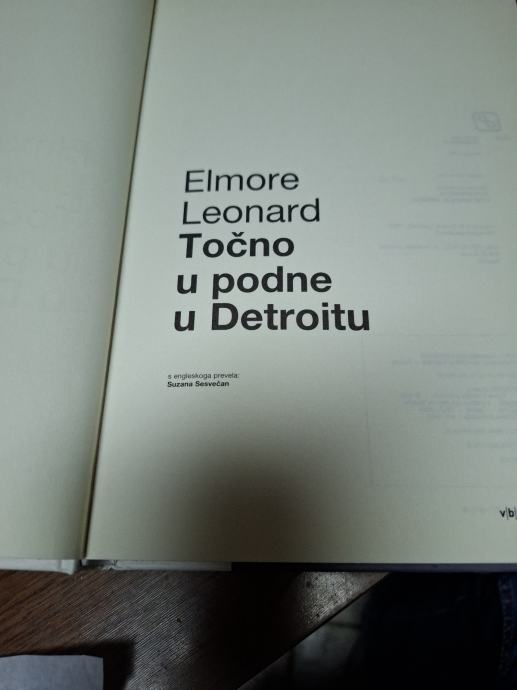 Elmore
Leonard
Točno
u podne
u Detroitu
s engleskoga prevela:
Suzana Sesvečan
v|b|